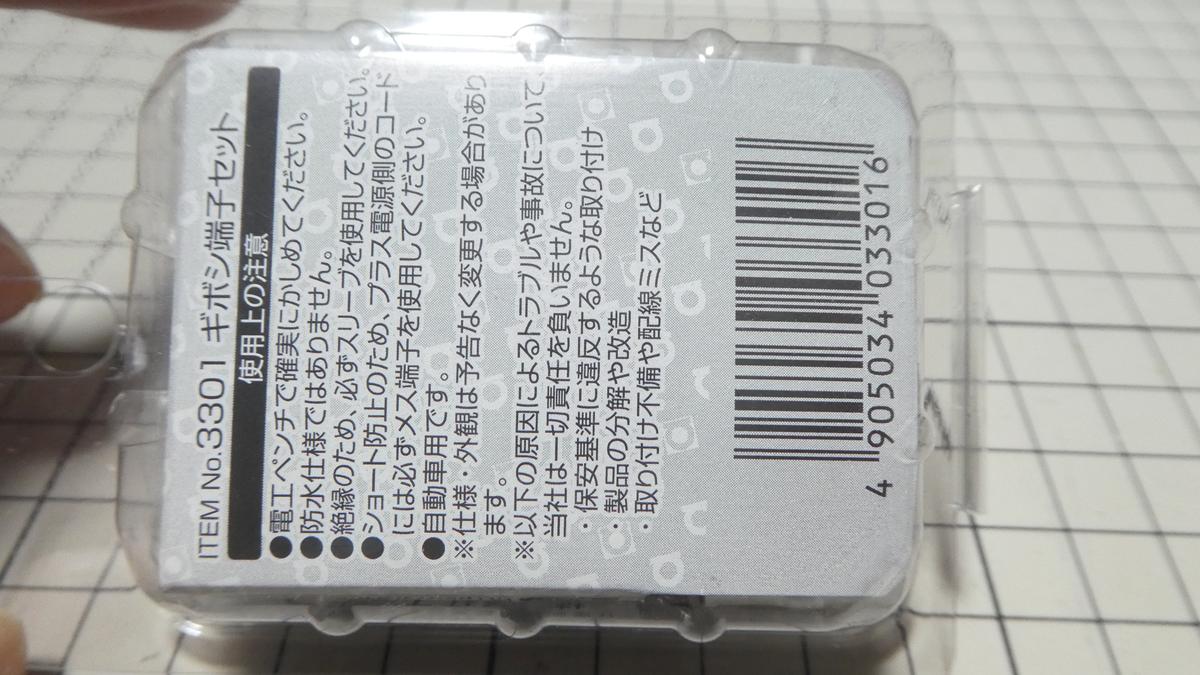 ITEM No.3301 ギボシ端子セット
使用上の注意
●電工ペンチで確実にかしめてください。
●防水仕様ではありません。
●絶縁のため、必ずスリーブを使用してください。
●ショート防止のため、プラス電源側のコード
には必ずメス端子を使用してください。
●自動車用です。
※仕様・外観は予告なく変更する場合があり
ます。
※以下の原因によるトラブルや事故について、
当社は一切責任を負いません。
・保安基準に違反するような取り付け
・製品の分解や改造
・取り付け不備や配線ミスなど
4 905034 033016